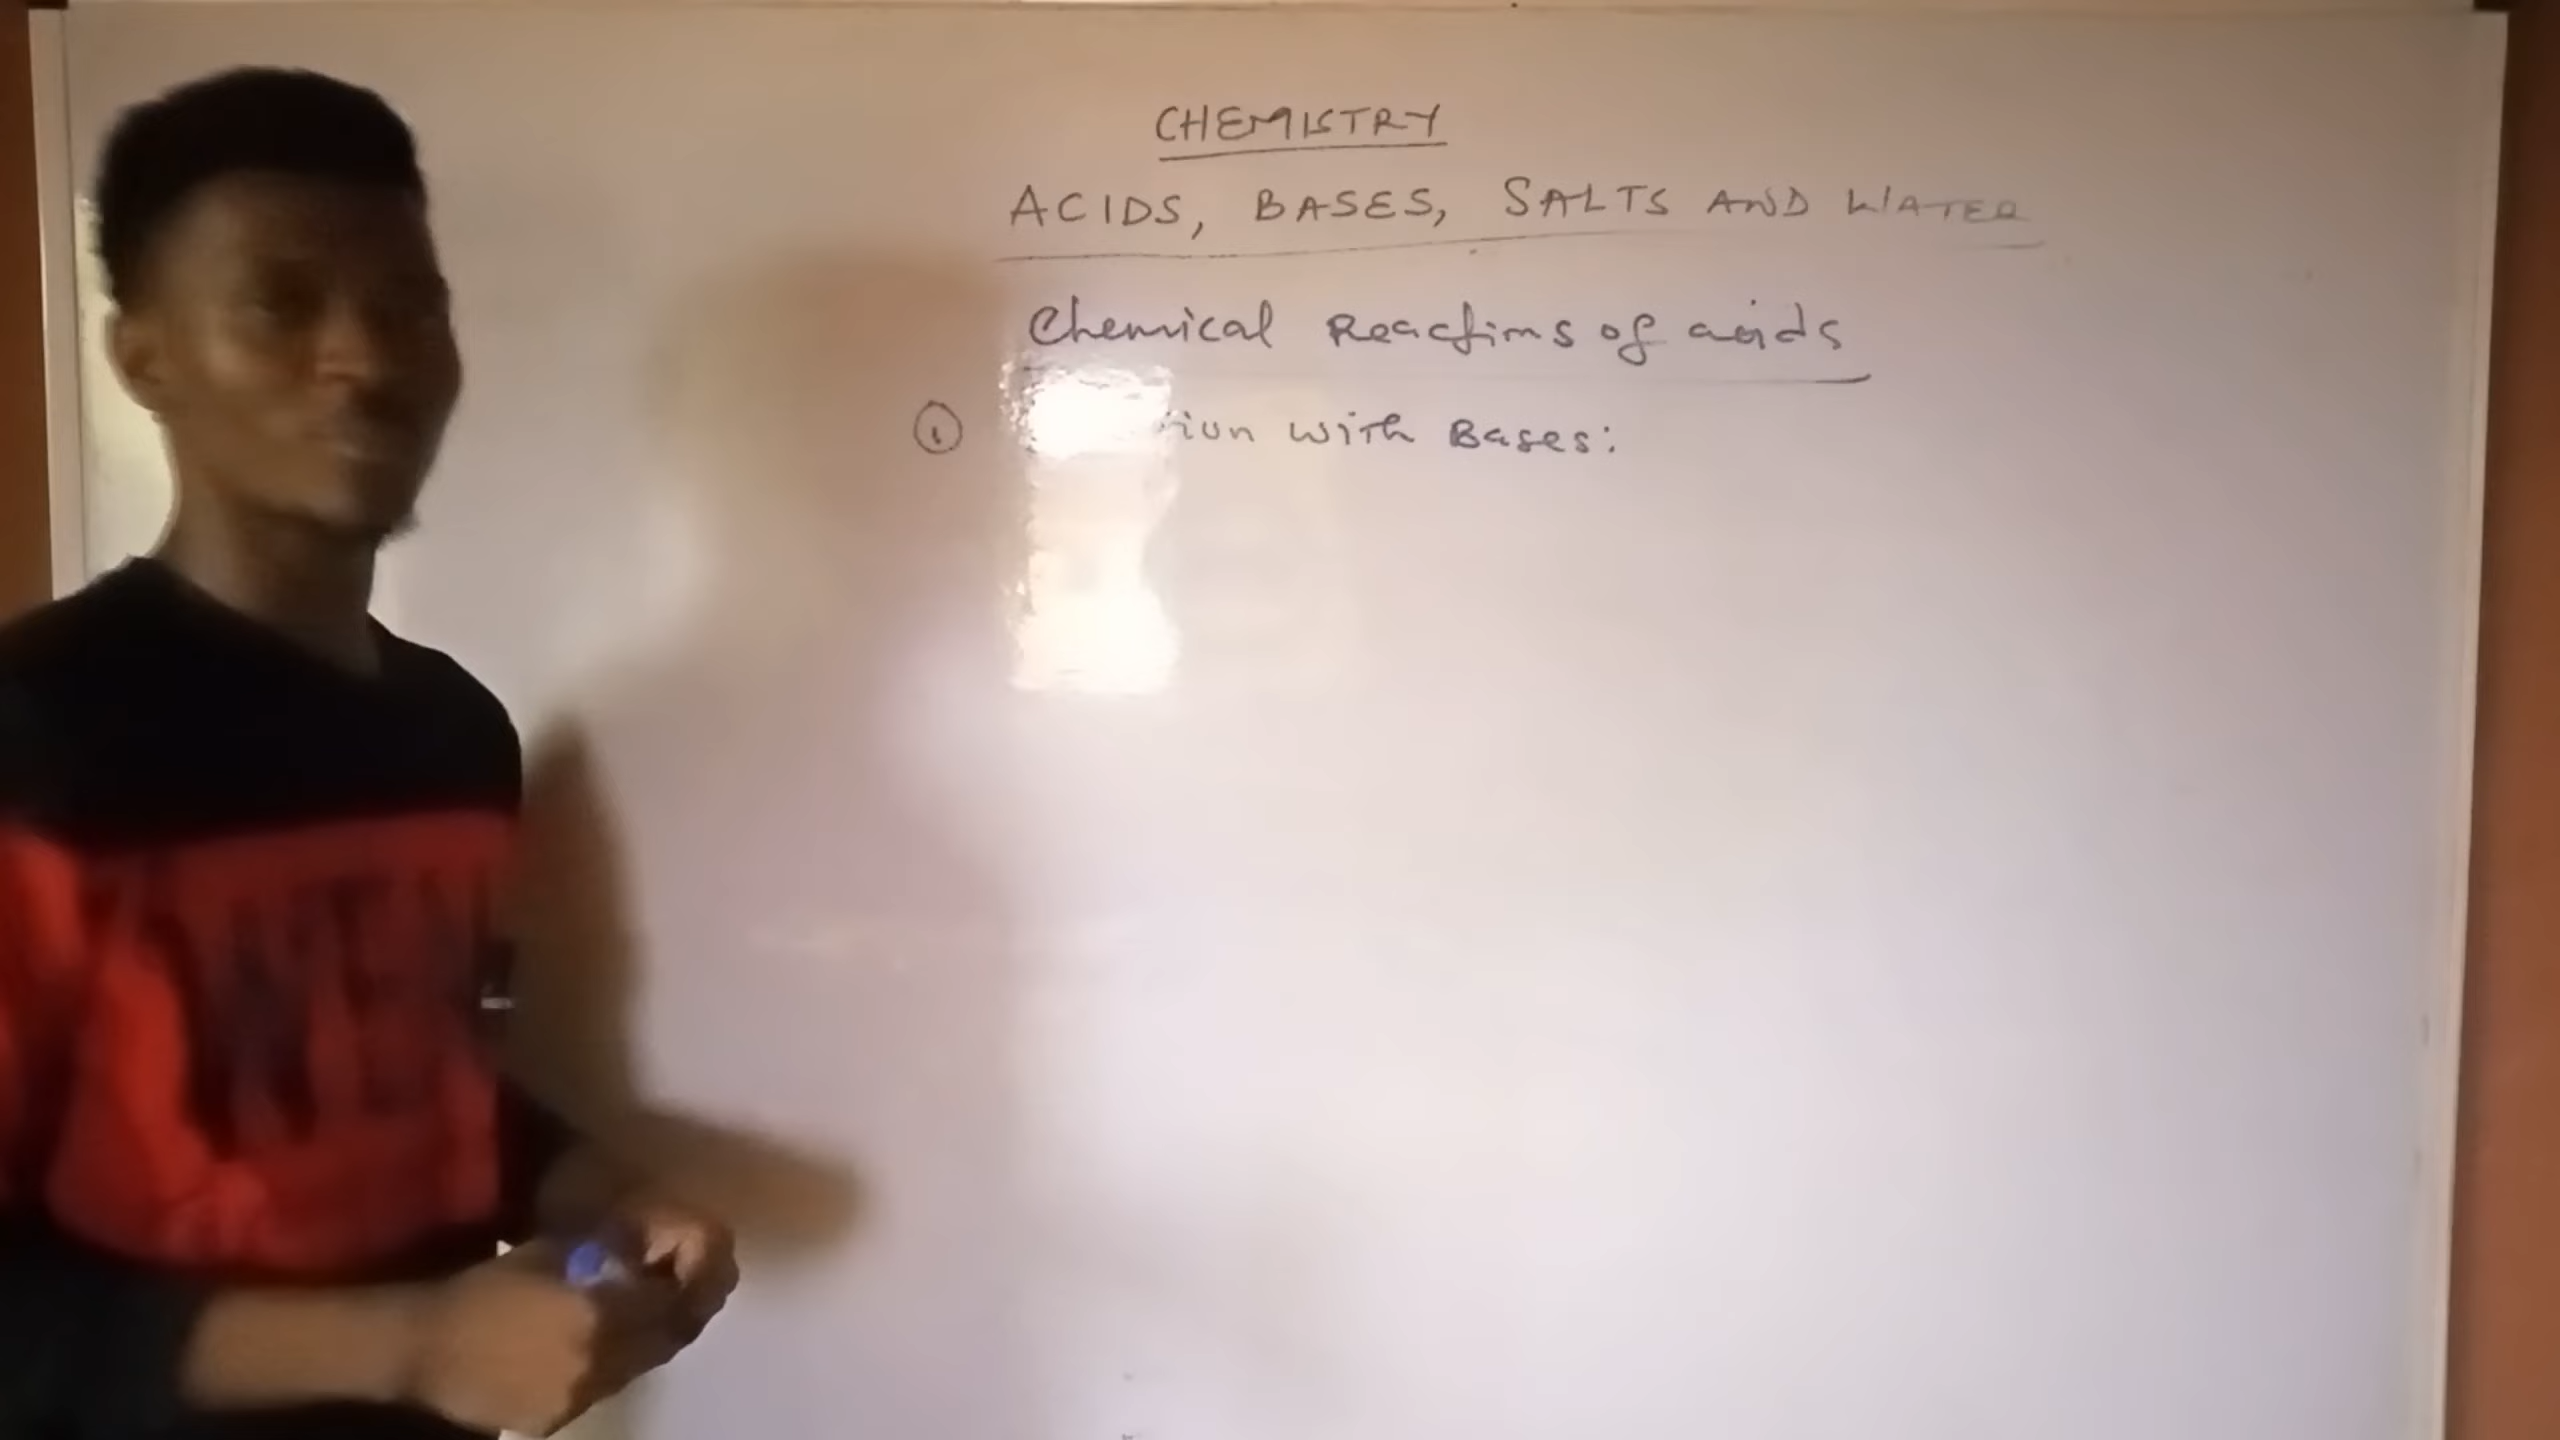 CHEMISTRY
ACIDS, BASES, SALTS AND WATER
Chemical Reactions of acids
① with Bases: